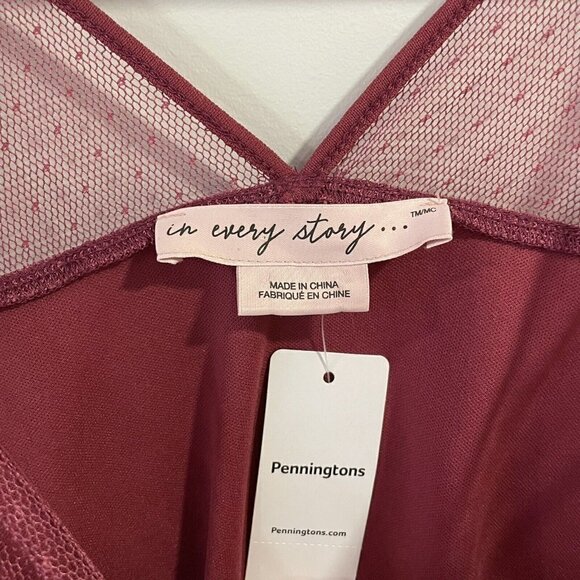 in every story... TM/MC
MADE IN CHINA
FABRIQUÉ EN CHINE
Penningtons
Penningtons.com